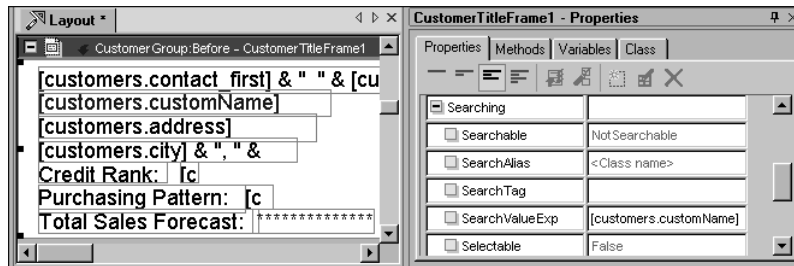 Layout *
CustomerGroup:Before - CustomerTitleFrame1
[customers.contact_first] & " " & [cu
[customers.customName]
[customers.address]
[customers.city] & ", " &
Credit Rank: [c
Purchasing Pattern: [c
Total Sales Forecast: **************
CustomerTitleFrame1 - Properties
Properties Methods Variables Class
Searching
Searchable NotSearchable
SearchAlias <Class name>
SearchTag
SearchValueExp [customers.customName]
Selectable False